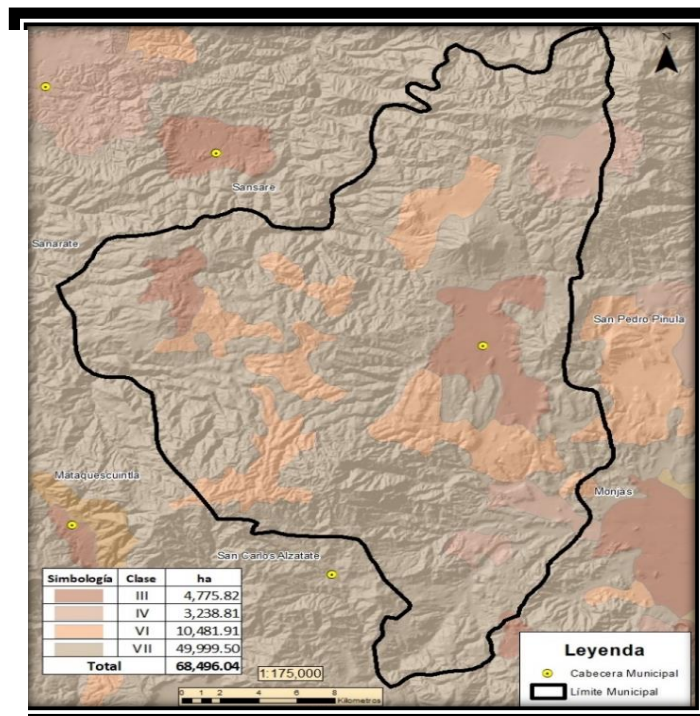 N
Sansare
Sanarate
San Pedro Pinula
Mataquescuintla
Monjas
San Carlos Alzatate
Simbología Clase ha
III 4,775.82
IV 3,238.81
VI 10,481.91
VII 49,999.50
Total 68,496.04
1:175,000
0 1 2 4 6 8
Kilometros
Leyenda
Cabecera Municipal
Límite Municipal